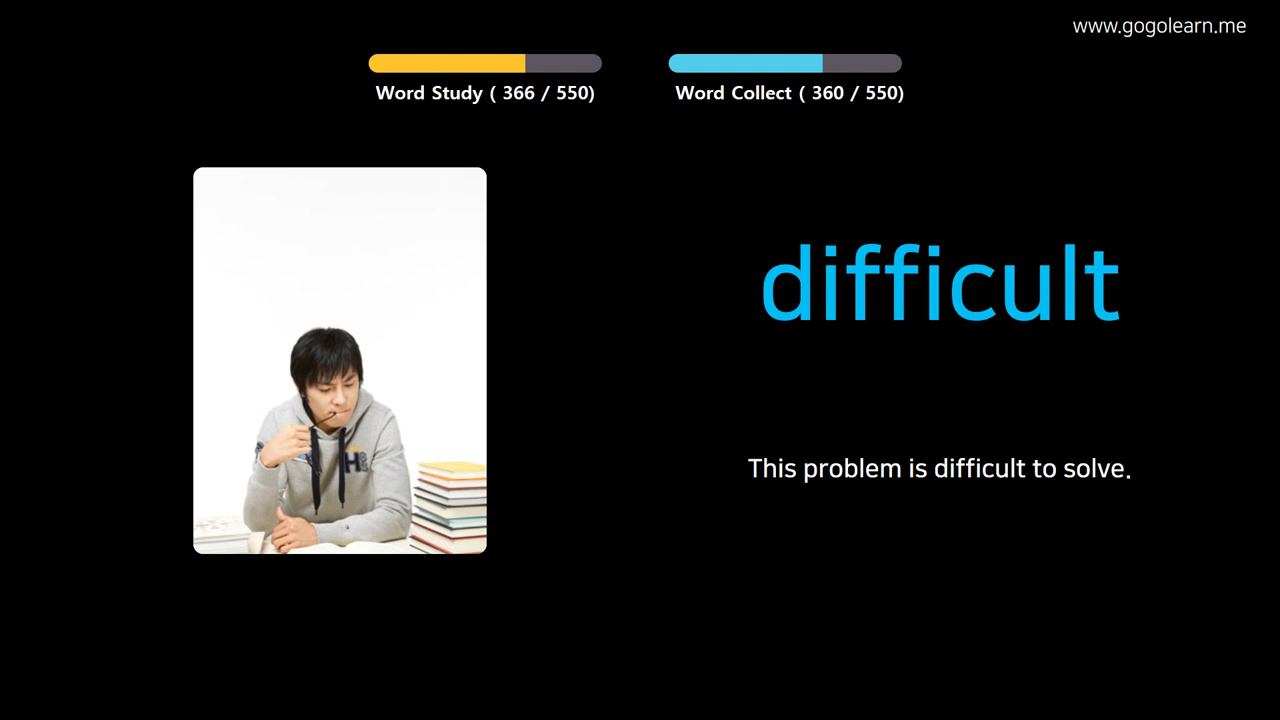 www.gogolearn.me
Word Study ( 366 / 550)
Word Collect ( 360 / 550)
difficult
This problem is difficult to solve.
H